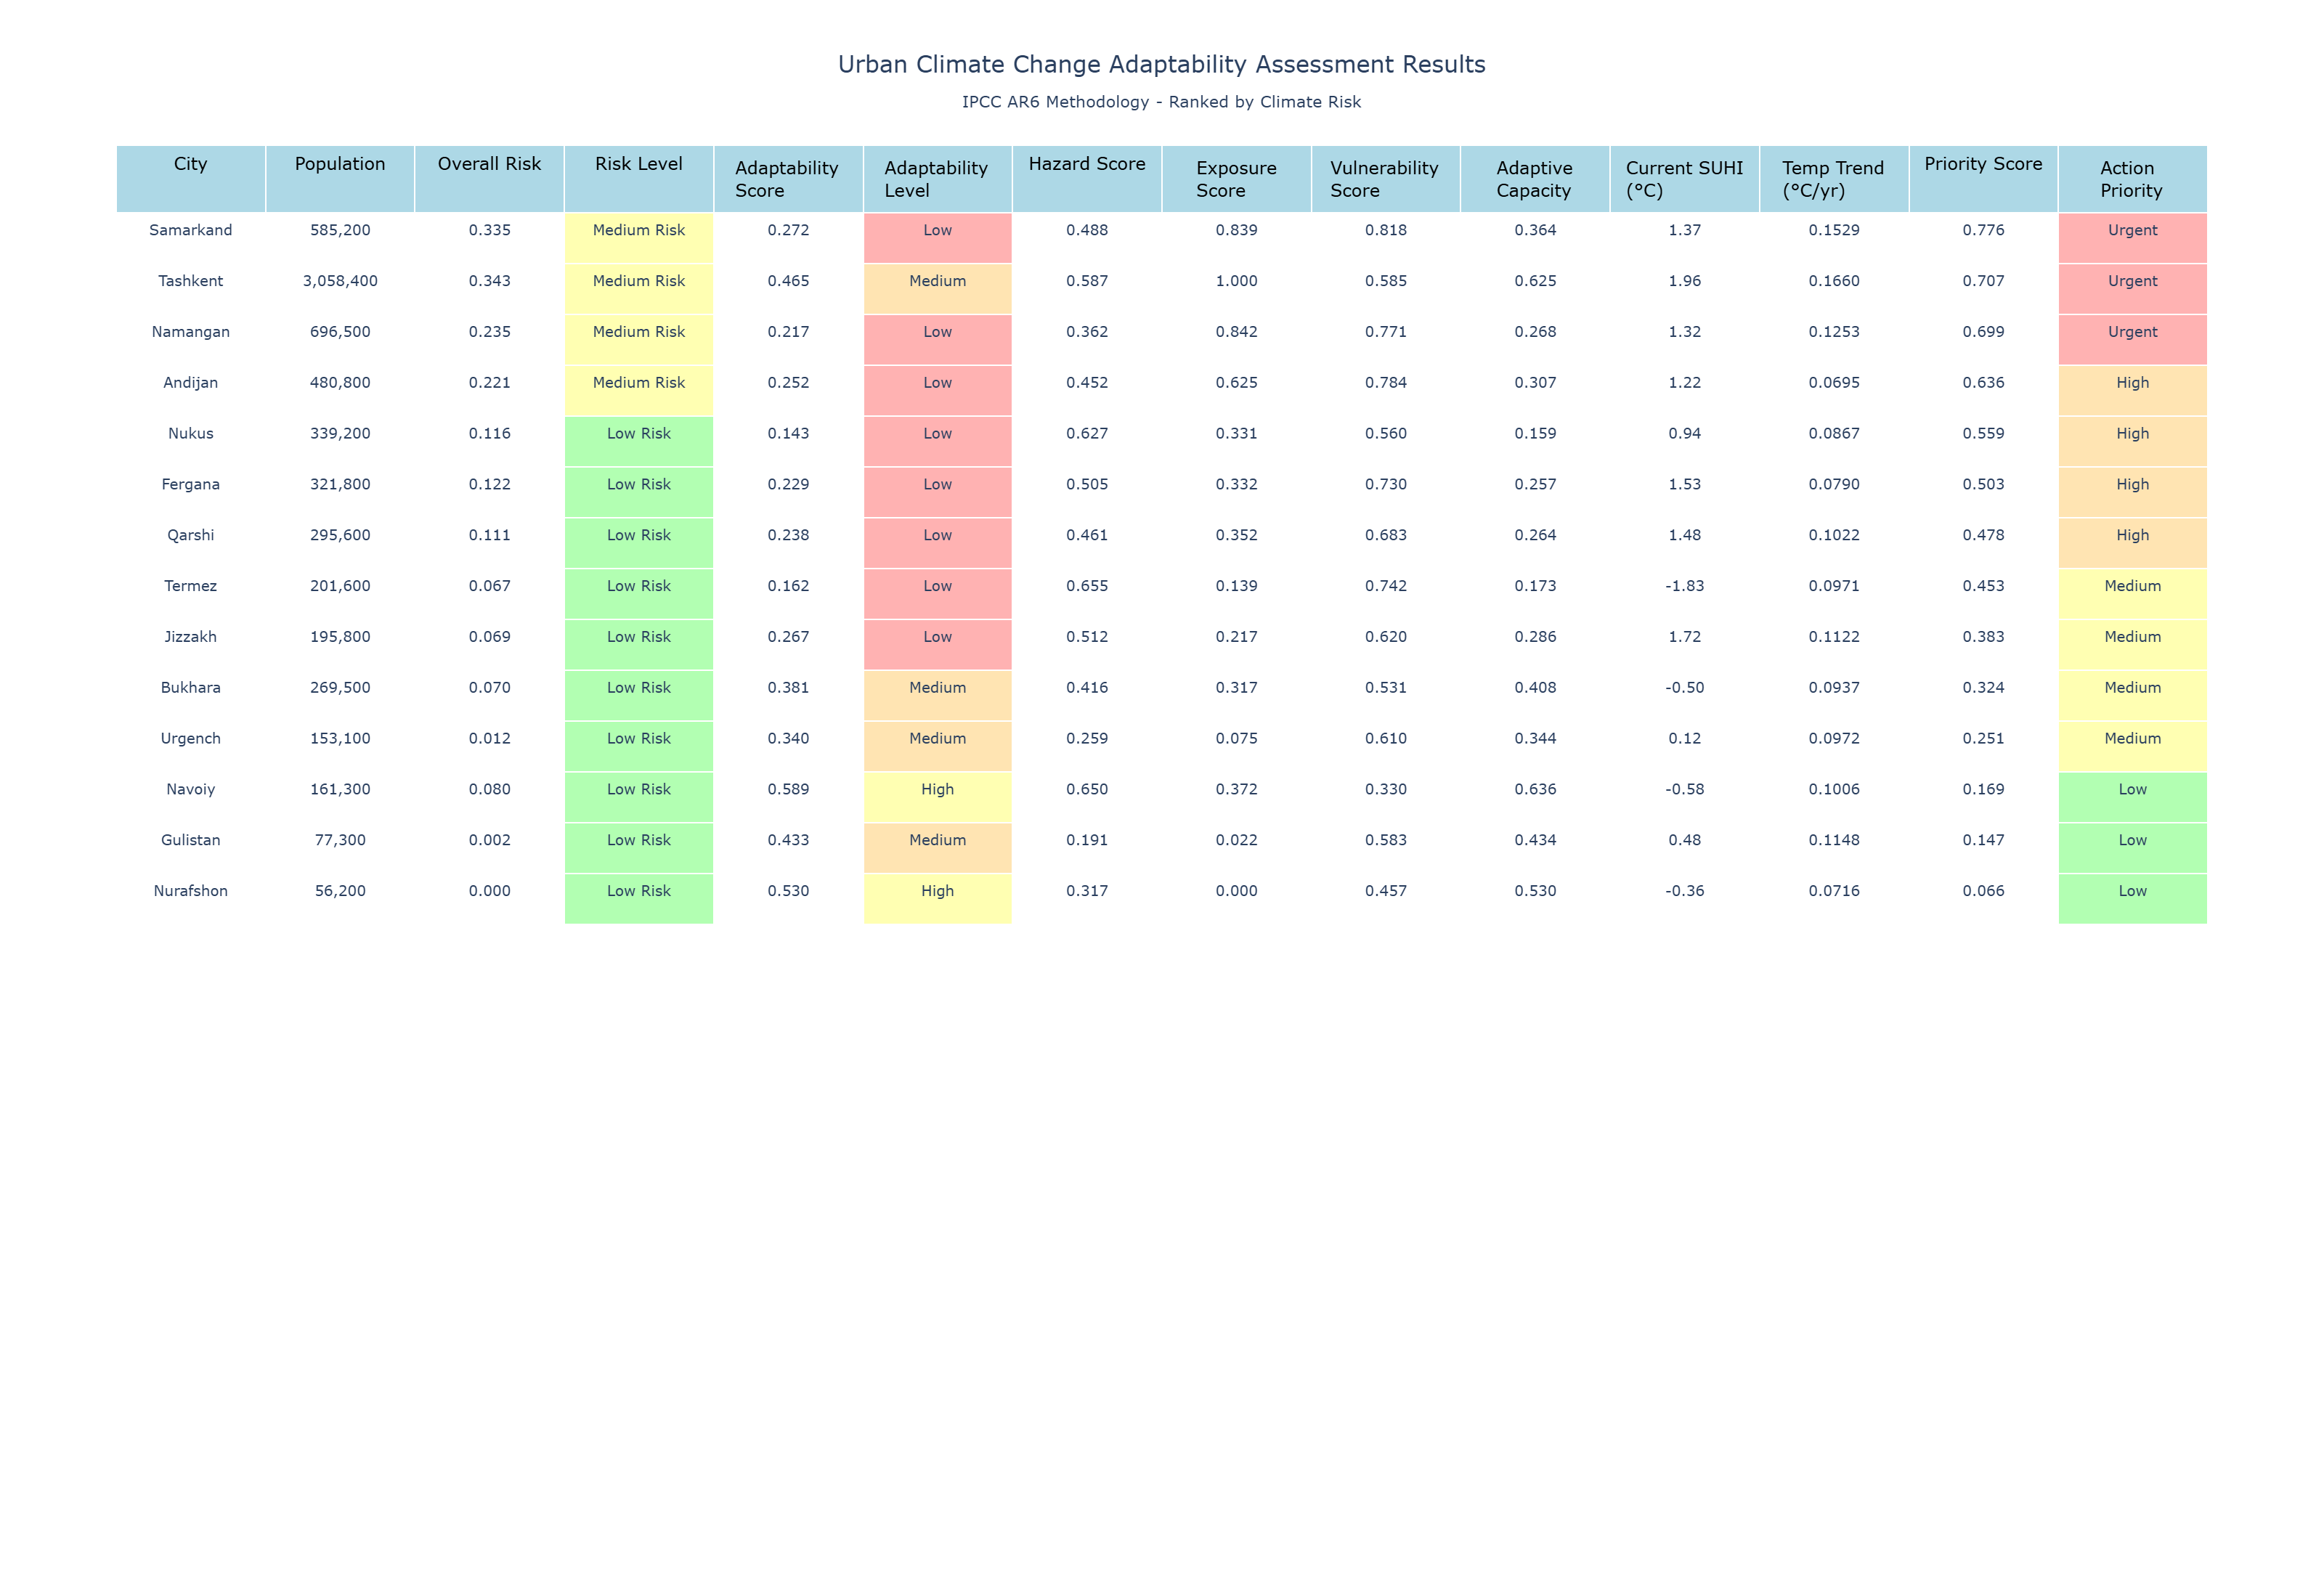 Urban Climate Change Adaptability Assessment Results
IPCC AR6 Methodology - Ranked by Climate Risk
City Population Overall Risk Risk Level Adaptability Score Adaptability Level Hazard Score Exposure Score Vulnerability Score Adaptive Capacity Current SUHI (°C) Temp Trend (°C/yr) Priority Score Action Priority
Samarkand 585,200 0.335 Medium Risk 0.272 Low 0.488 0.839 0.818 0.364 1.37 0.1529 0.776 Urgent
Tashkent 3,058,400 0.343 Medium Risk 0.465 Medium 0.587 1.000 0.585 0.625 1.96 0.1660 0.707 Urgent
Namangan 696,500 0.235 Medium Risk 0.217 Low 0.362 0.842 0.771 0.268 1.32 0.1253 0.699 Urgent
Andijan 480,800 0.221 Medium Risk 0.252 Low 0.452 0.625 0.784 0.307 1.22 0.0695 0.636 High
Nukus 339,200 0.116 Low Risk 0.143 Low 0.627 0.331 0.560 0.159 0.94 0.0867 0.559 High
Fergana 321,800 0.122 Low Risk 0.229 Low 0.505 0.332 0.730 0.257 1.53 0.0790 0.503 High
Qarshi 295,600 0.111 Low Risk 0.238 Low 0.461 0.352 0.683 0.264 1.48 0.1022 0.478 High
Termez 201,600 0.067 Low Risk 0.162 Low 0.655 0.139 0.742 0.173 -1.83 0.0971 0.453 Medium
Jizzakh 195,800 0.069 Low Risk 0.267 Low 0.512 0.217 0.620 0.286 1.72 0.1122 0.383 Medium
Bukhara 269,500 0.070 Low Risk 0.381 Medium 0.416 0.317 0.531 0.408 -0.50 0.0937 0.324 Medium
Urgench 153,100 0.012 Low Risk 0.340 Medium 0.259 0.075 0.610 0.344 0.12 0.0972 0.251 Medium
Navoiy 161,300 0.080 Low Risk 0.589 High 0.650 0.372 0.330 0.636 -0.58 0.1006 0.169 Low
Gulistan 77,300 0.002 Low Risk 0.433 Medium 0.191 0.022 0.583 0.434 0.48 0.1148 0.147 Low
Nurafshon 56,200 0.000 Low Risk 0.530 High 0.317 0.000 0.457 0.530 -0.36 0.0716 0.066 Low